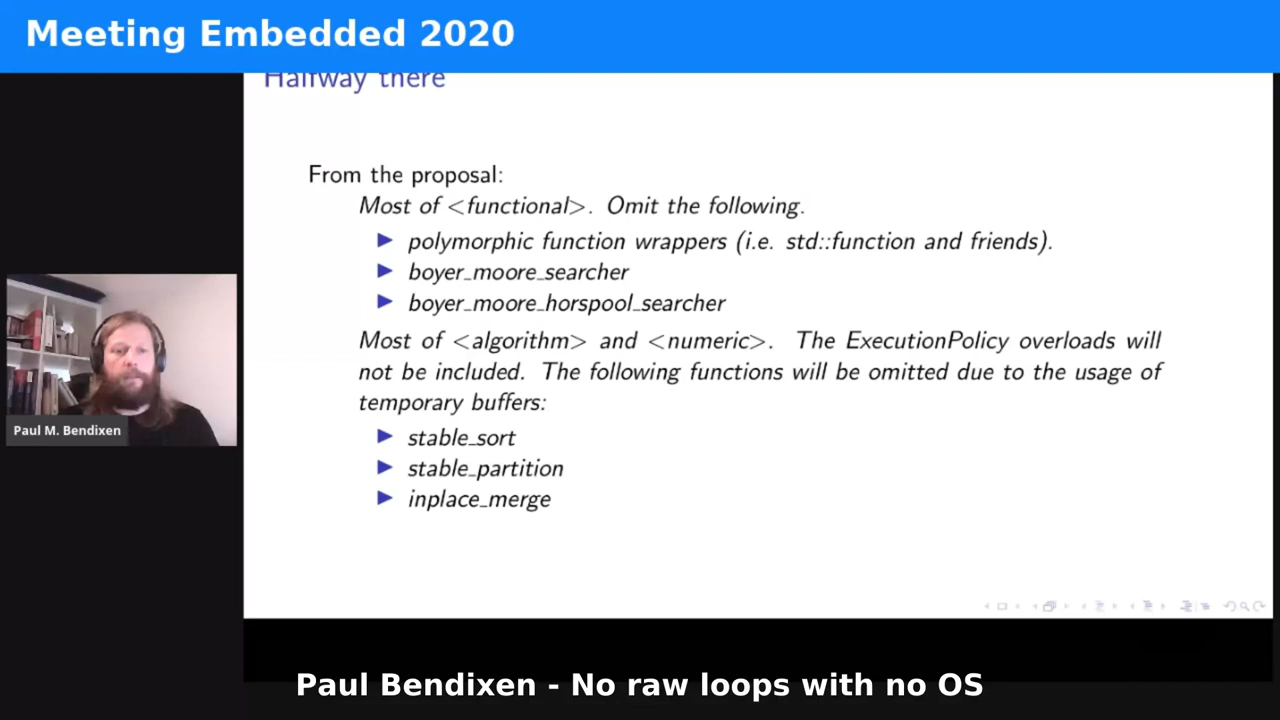 Meeting Embedded 2020
Halfway there
From the proposal:
Most of <functional>. Omit the following.
polymorphic function wrappers (i.e. std::function and friends).
boyer_moore_searcher
boyer_moore_horspool_searcher
Most of <algorithm> and <numeric>. The ExecutionPolicy overloads will
not be included. The following functions will be omitted due to the usage of
temporary buffers:
stable_sort
stable_partition
inplace_merge
Paul M. Bendixen
Paul Bendixen - No raw loops with no OS